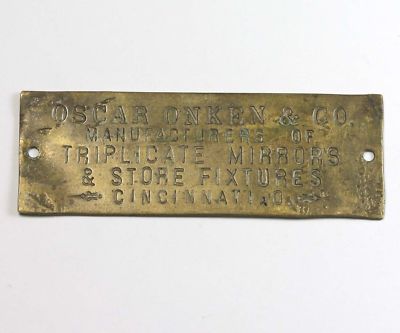 OSCAR ONKEN & CO.
MANUFACTURERS OF
TRIPLICATE MIRRORS
& STORE FIXTURES
CINCINNATI, O.